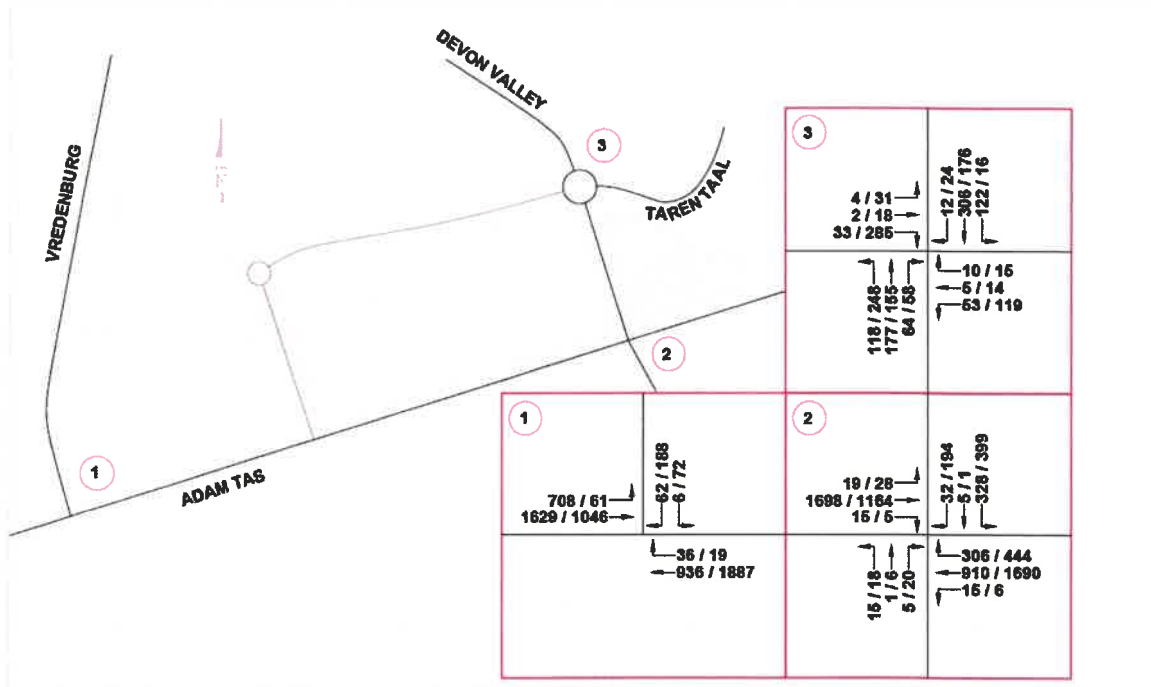 DEVON VALLEY
VREDENBURG
3
TARENTAAL
2
1
ADAM TAS
3
4 / 31
2 / 18
33 / 285
12 / 24
306 / 176
122 / 16
118 / 248
177 / 155
64 / 58
10 / 15
5 / 14
53 / 119
1
708 / 61
1629 / 1046
62 / 188
6 / 72
36 / 19
936 / 1887
2
19 / 28
1698 / 1164
15 / 5
32 / 194
5 / 1
328 / 399
15 / 18
1 / 6
5 / 20
306 / 444
910 / 1690
15 / 6